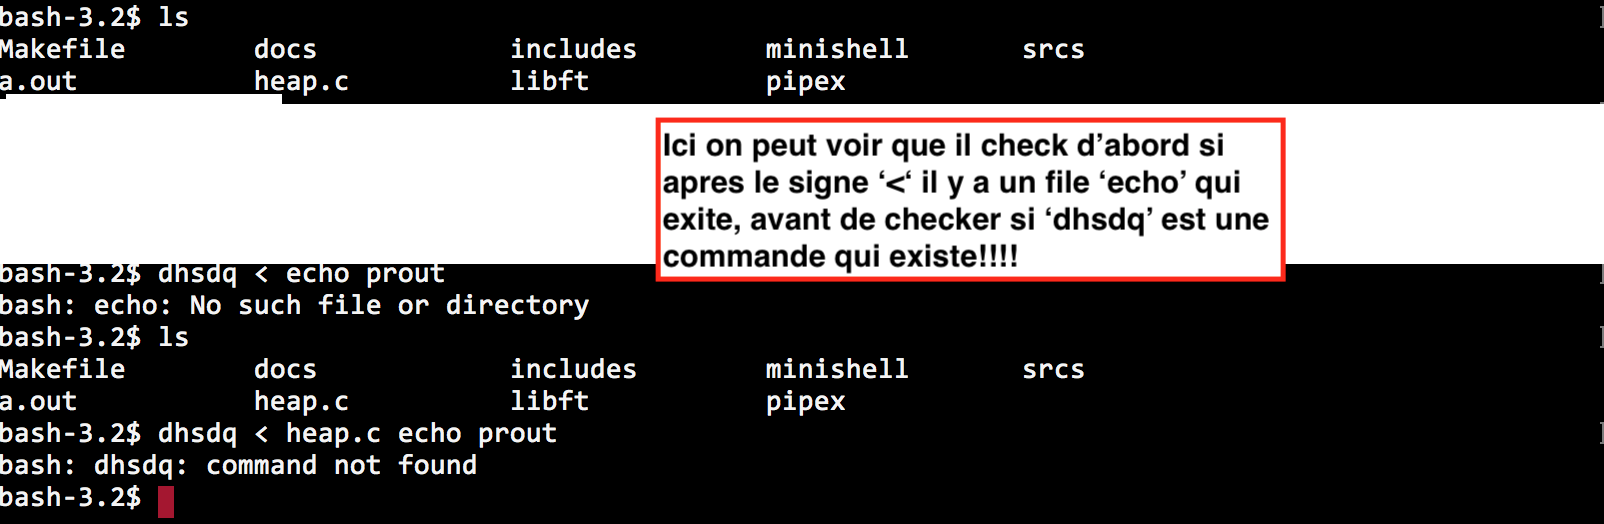 bash-3.2$ ls
Makefile docs includes minishell srcs
a.out heap.c libft pipex
Ici on peut voir que il check d’abord si
apres le signe ‘<‘ il y a un file ‘echo’ qui
exite, avant de checker si ‘dhsdq’ est une
commande qui existe!!!!
bash-3.2$ dhsdq < echo prout
bash: echo: No such file or directory
bash-3.2$ ls
Makefile docs includes minishell srcs
a.out heap.c libft pipex
bash-3.2$ dhsdq < heap.c echo prout
bash: dhsdq: command not found
bash-3.2$